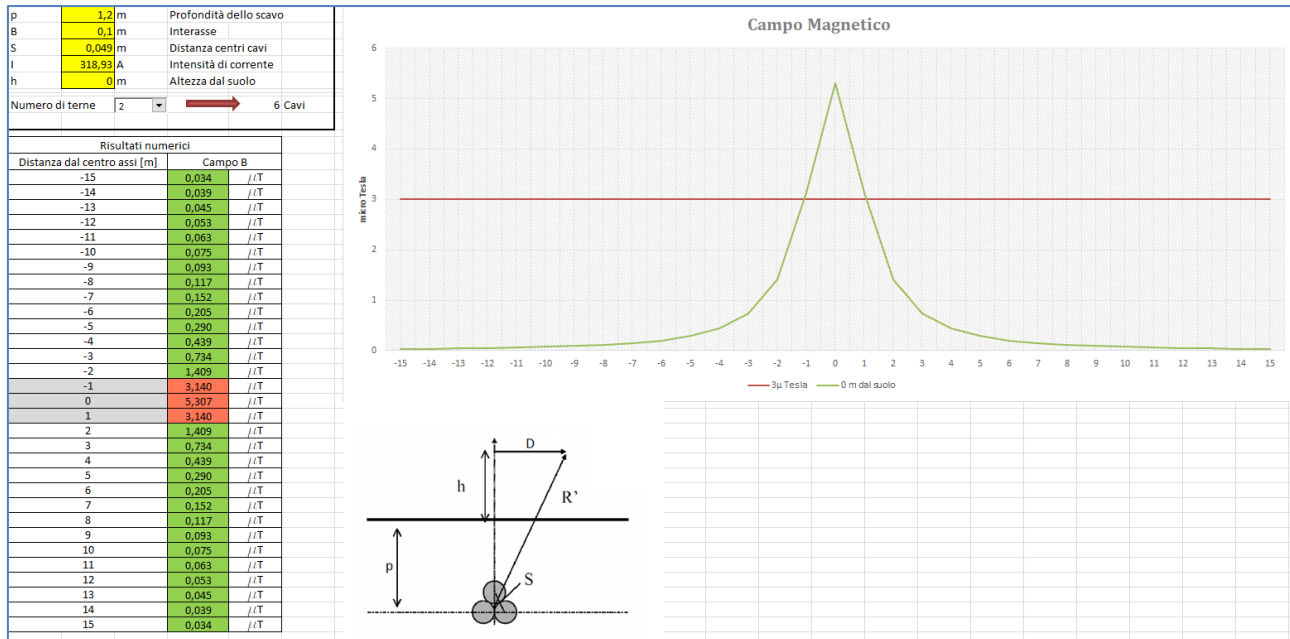 p 1,2 m Profondità dello scavo
B 0,1 m Interasse
S 0,049 m Distanza centri cavi
I 318,93 A Intensità di corrente
h 0 m Altezza dal suolo
Numero di terne 2 6 Cavi
Risultati numerici
Distanza dal centro assi [m] Campo B
-15 0,034 μT
-14 0,039 μT
-13 0,045 μT
-12 0,053 μT
-11 0,063 μT
-10 0,075 μT
-9 0,093 μT
-8 0,117 μT
-7 0,152 μT
-6 0,205 μT
-5 0,290 μT
-4 0,439 μT
-3 0,734 μT
-2 1,409 μT
-1 3,140 μT
0 5,307 μT
1 3,140 μT
2 1,409 μT
3 0,734 μT
4 0,439 μT
5 0,290 μT
6 0,205 μT
7 0,152 μT
8 0,117 μT
9 0,093 μT
10 0,075 μT
11 0,063 μT
12 0,053 μT
13 0,045 μT
14 0,039 μT
15 0,034 μT
Campo Magnetico
micro Tesla
6
5
4
3
2
1
0
-15 -14 -13 -12 -11 -10 -9 -8 -7 -6 -5 -4 -3 -2 -1 0 1 2 3 4 5 6 7 8 9 10 11 12 13 14 15
3μ Tesla 0 m dal suolo
D
h
R’
p
S